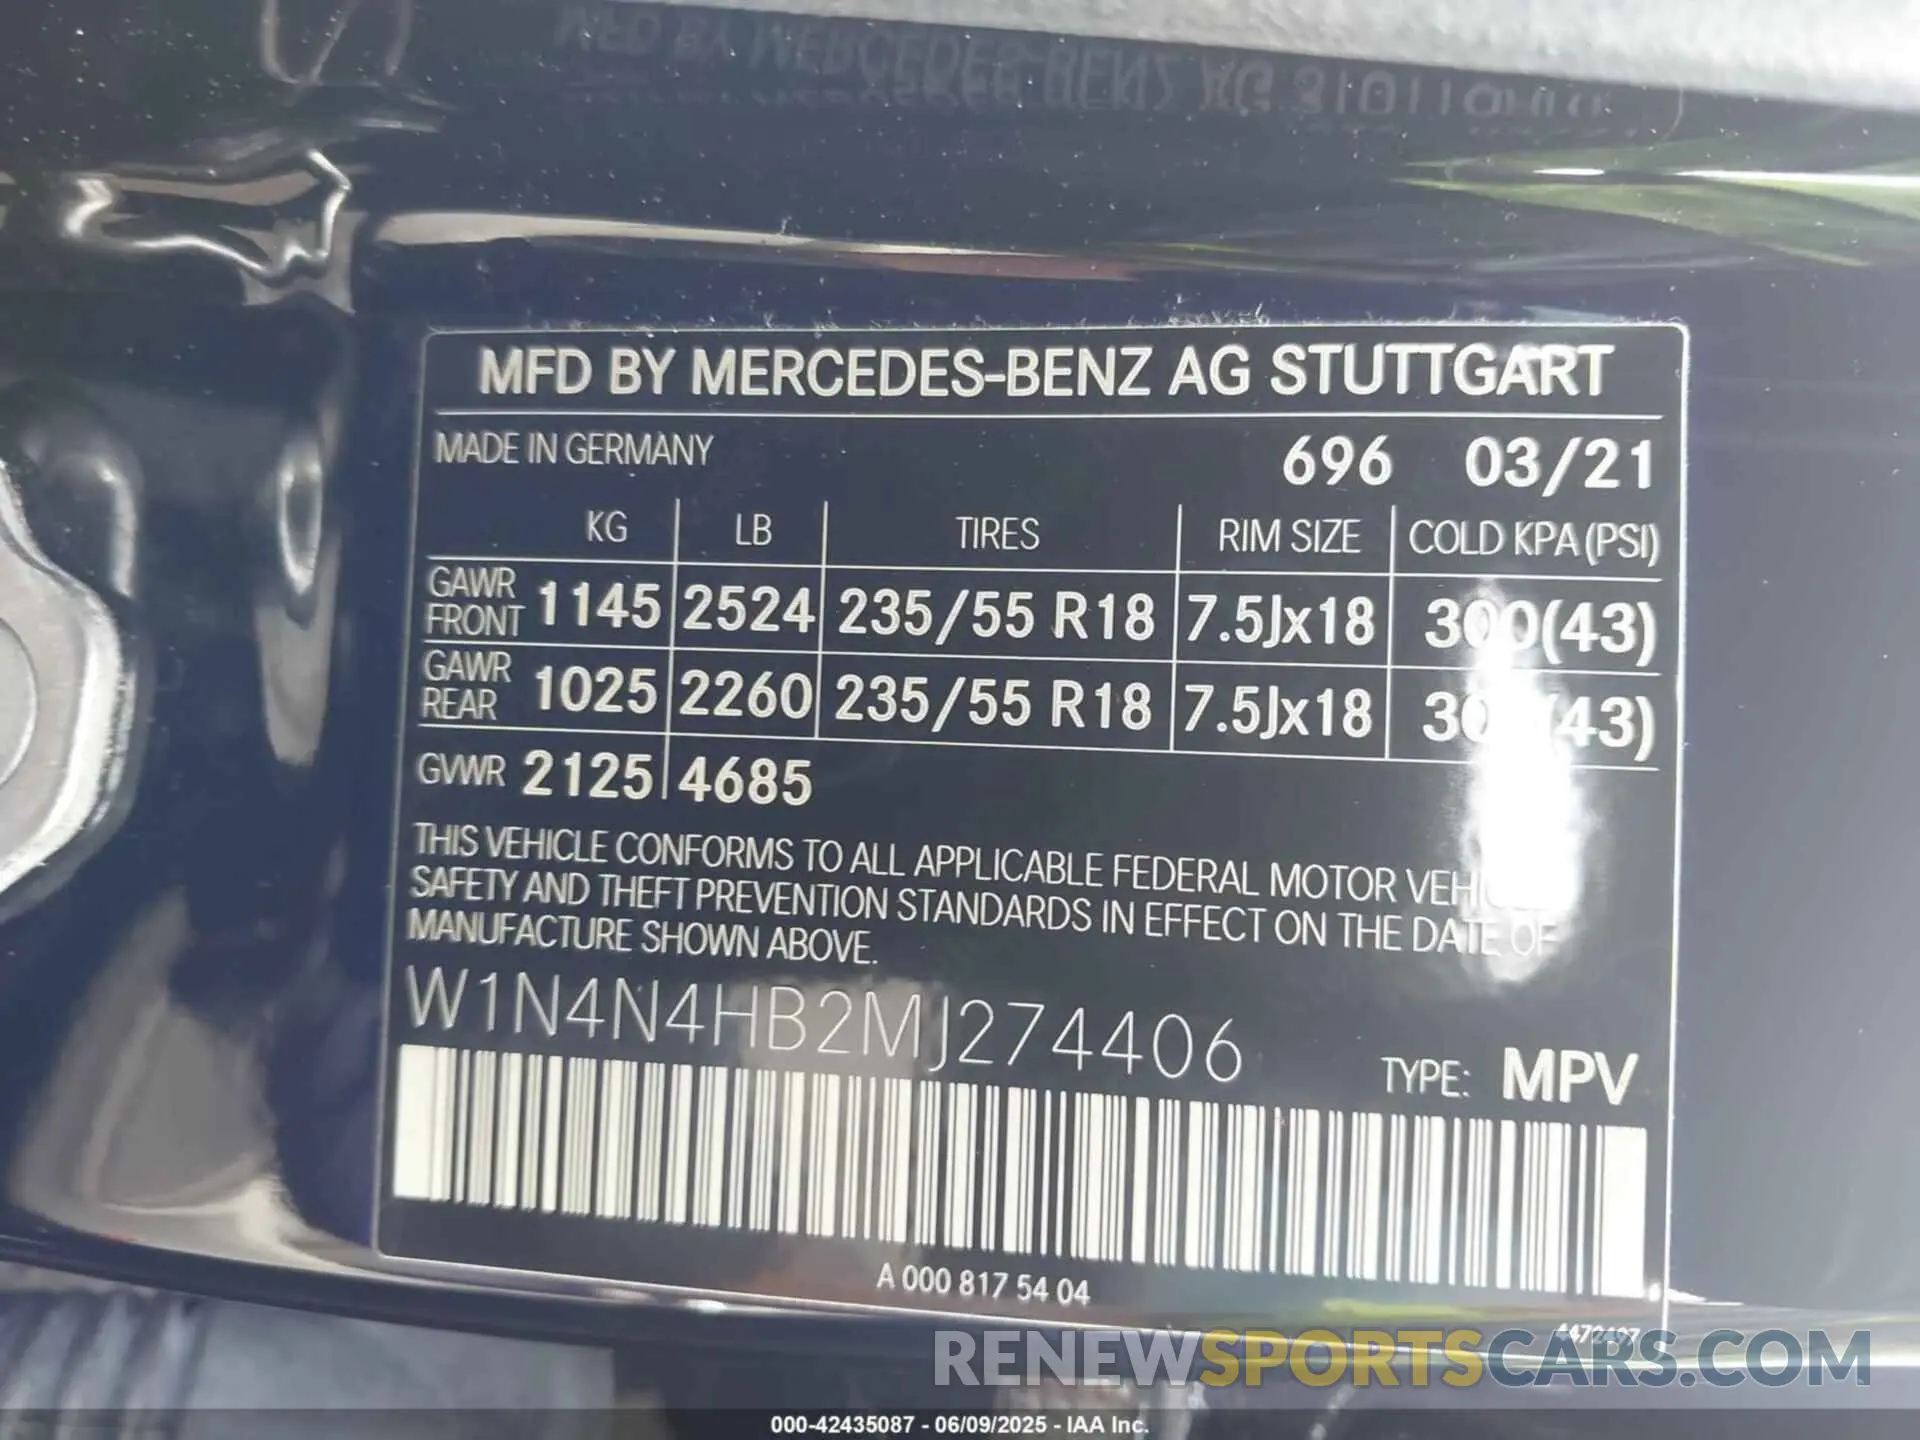 MFD BY MERCEDES-BENZ AG STUTTGART
MADE IN GERMANY 696 03/21
KG LB TIRES RIM SIZE COLD KPA (PSI)
GAWR FRONT 1145 2524 235/55 R18 7.5Jx18 300(43)
GAWR REAR 1025 2260 235/55 R18 7.5Jx18 300(43)
GVWR 2125 4685
THIS VEHICLE CONFORMS TO ALL APPLICABLE FEDERAL MOTOR VEHICLE
SAFETY AND THEFT PREVENTION STANDARDS IN EFFECT ON THE DATE OF
MANUFACTURE SHOWN ABOVE.
W1N4N4HB2MJ274406
TYPE: MPV
A 000 817 54 04
RENEWSPORTSCARS.COM
000-42435087 - 06/09/2025 - IAA Inc.